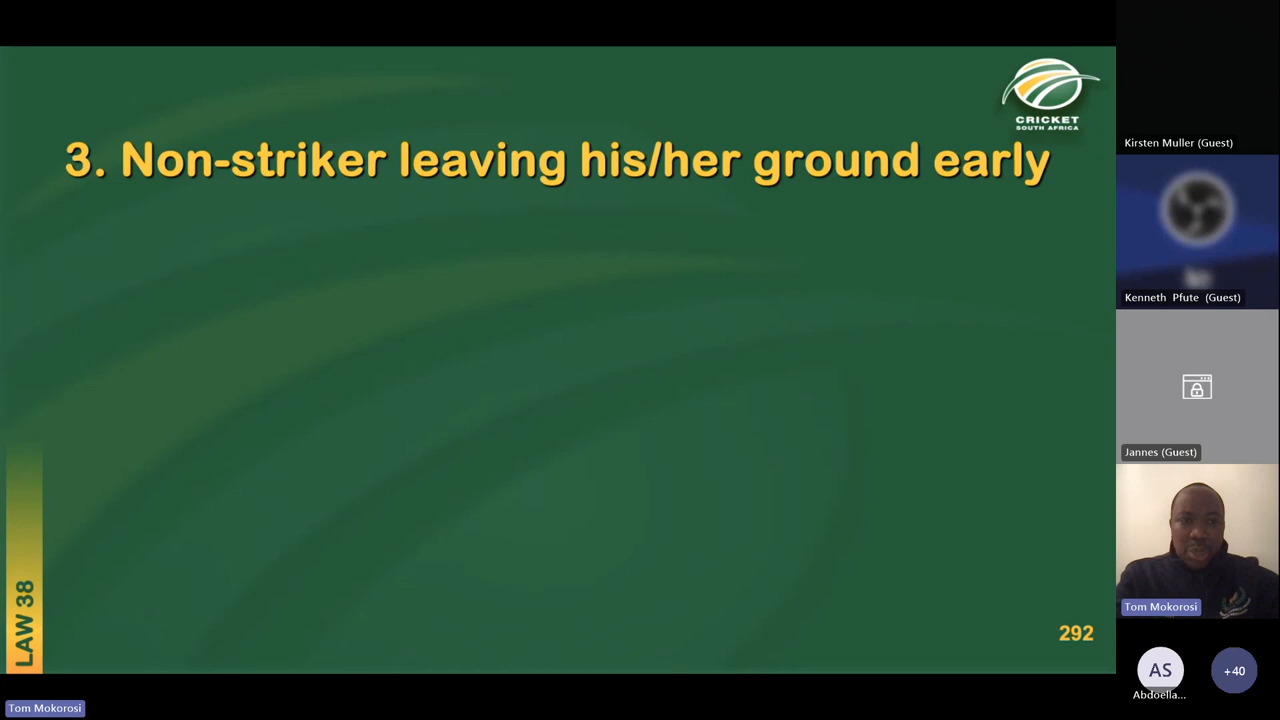 CRICKET
SOUTH AFRICA
3. Non-striker leaving his/her ground early
LAW 38
292
Tom Mokorosi
Kirsten Muller (Guest)
Kenneth Pfute (Guest)
Jannes (Guest)
Tom Mokorosi
AS
Abdoella...
+40